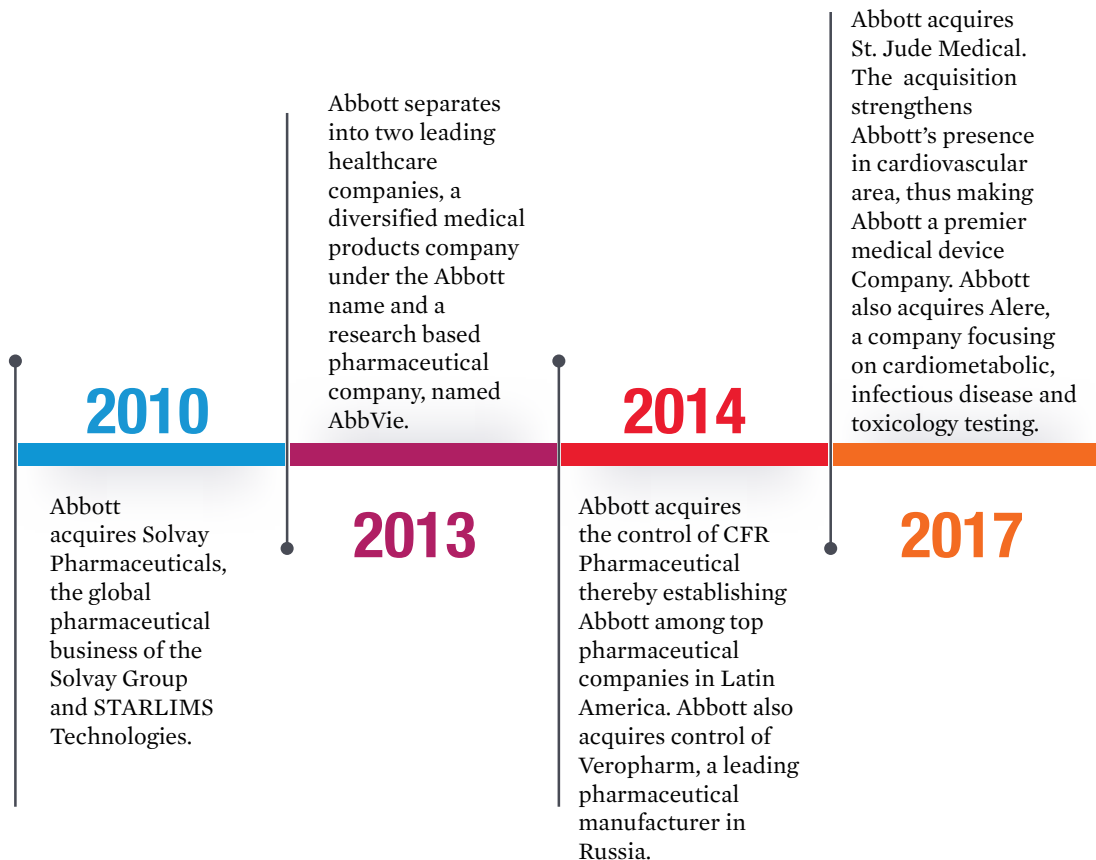 2010
Abbott
acquires Solvay
Pharmaceuticals,
the global
pharmaceutical
business of the
Solvay Group
and STARLIMS
Technologies.
Abbott separates
into two leading
healthcare
companies, a
diversified medical
products company
under the Abbott
name and a
research based
pharmaceutical
company, named
AbbVie.
2013
2014
Abbott acquires
the control of CFR
Pharmaceutical
thereby establishing
Abbott among top
pharmaceutical
companies in Latin
America. Abbott also
acquires control of
Veropharm, a leading
pharmaceutical
manufacturer in
Russia.
Abbott acquires
St. Jude Medical.
The acquisition
strengthens
Abbott’s presence
in cardiovascular
area, thus making
Abbott a premier
medical device
Company. Abbott
also acquires Alere,
a company focusing
on cardiometabolic,
infectious disease and
toxicology testing.
2017